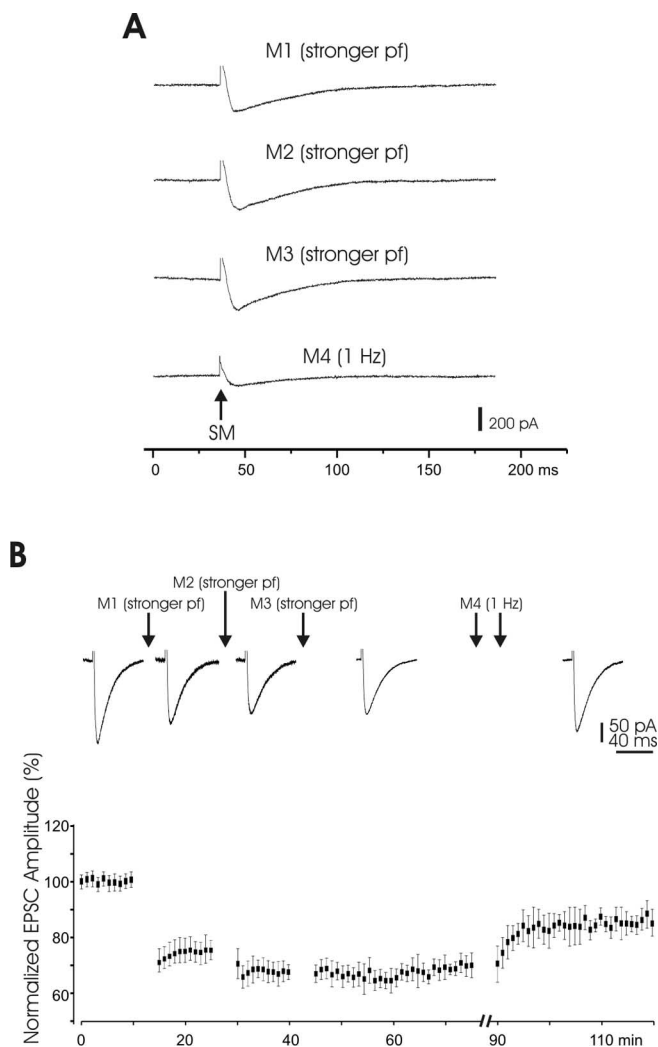 A
M1 (stronger pf)
M2 (stronger pf)
M3 (stronger pf)
M4 (1 Hz)
SM
200 pA
0 50 100 150 200 ms
B
M2 (stronger pf)
M1 (stronger pf) M3 (stronger pf) M4 (1 Hz)
50 pA
40 ms
Normalized EPSC Amplitude (%)
120
100
80
60
0 20 40 60 90 110 min